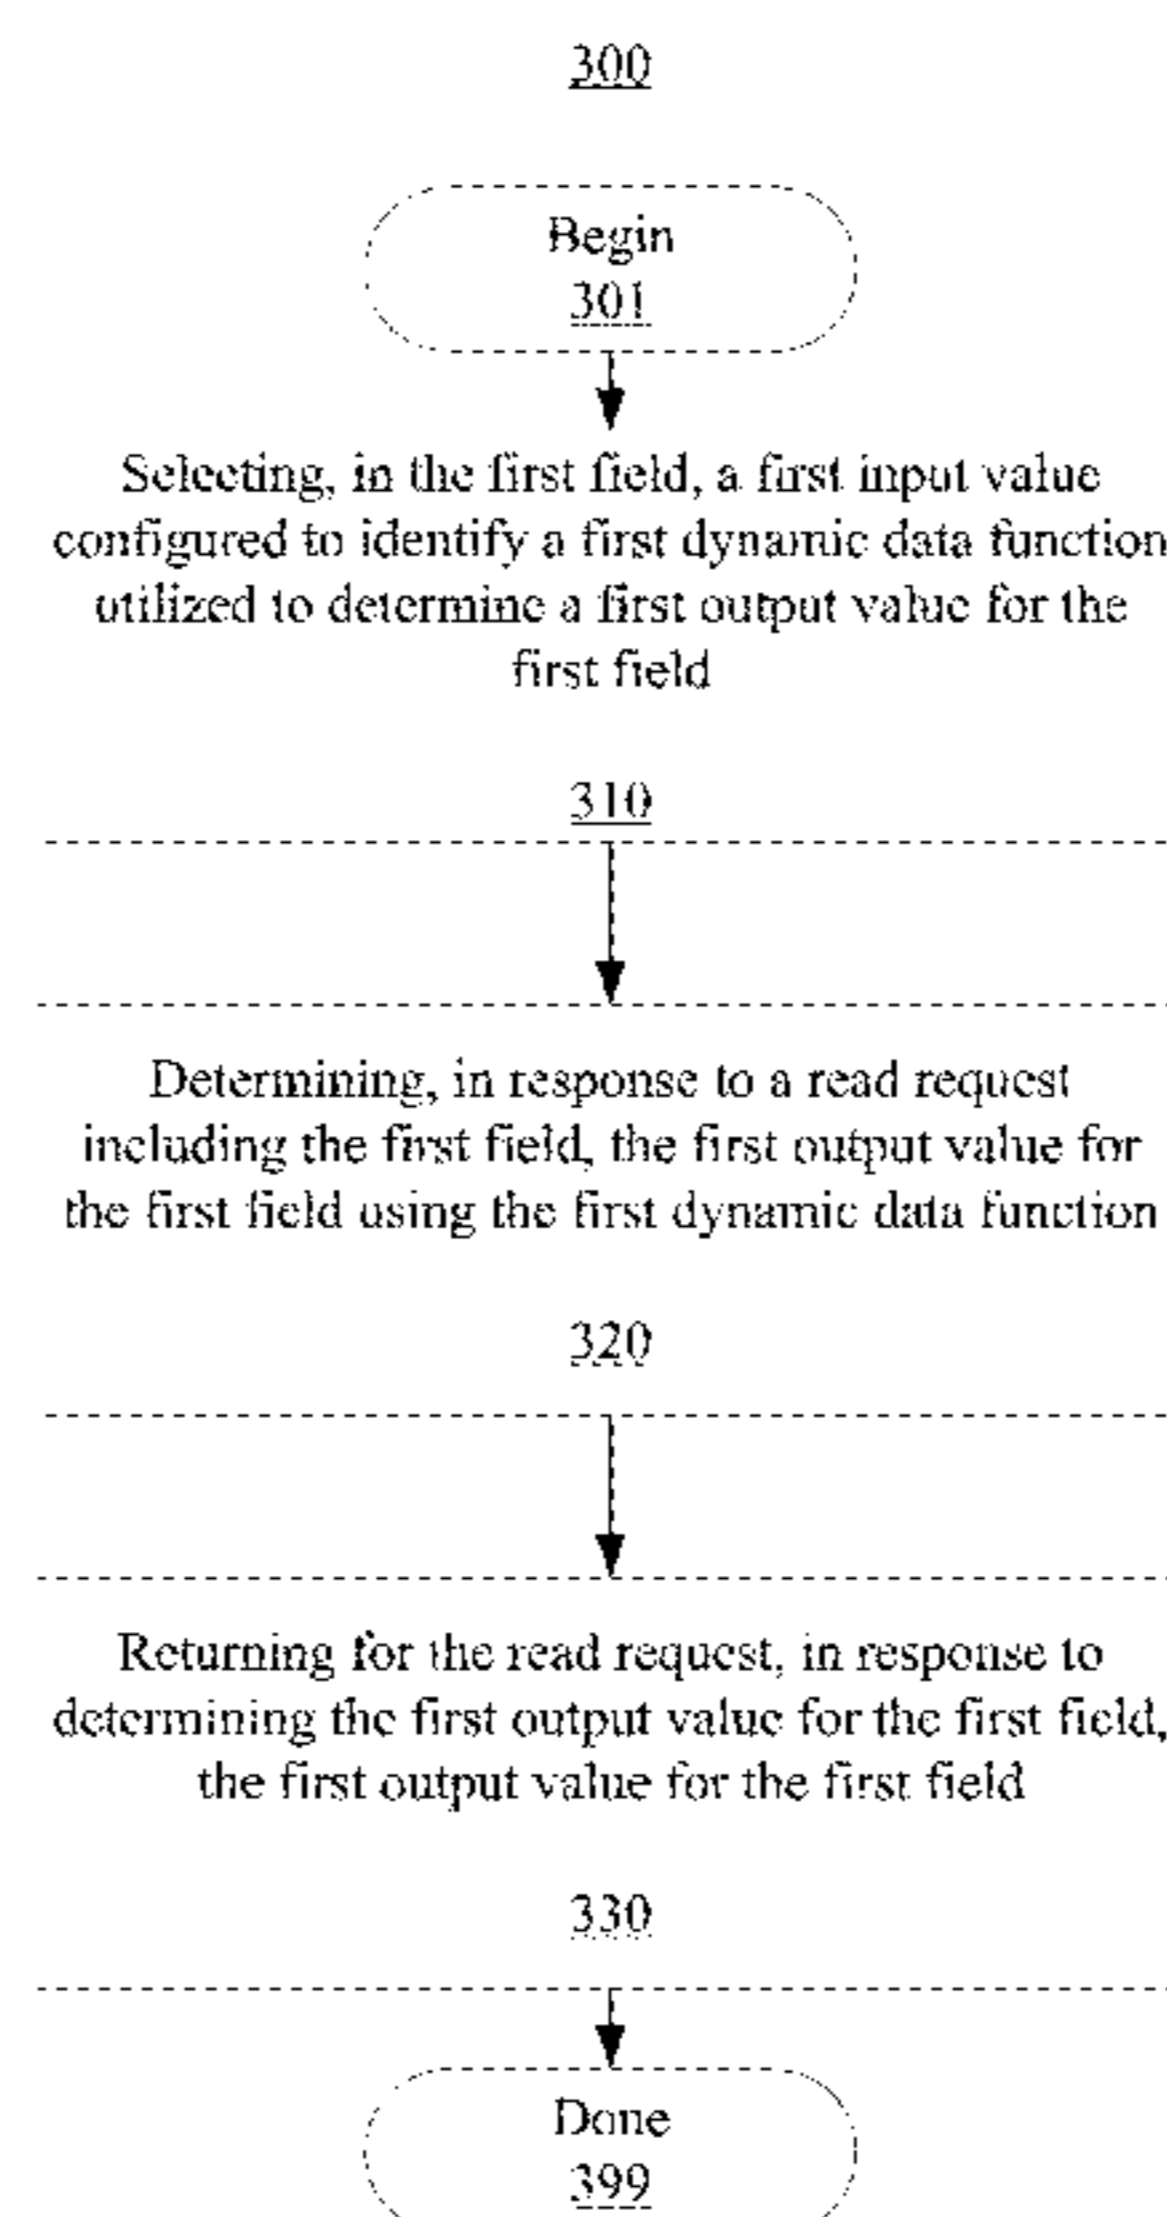 300
Begin
301
Selecting, in the first field, a first input value
configured to identify a first dynamic data function
utilized to determine a first output value for the
first field
310
Determining, in response to a read request
including the first field, the first output value for
the first field using the first dynamic data function
320
Returning for the read request, in response to
determining the first output value for the first field,
the first output value for the first field
330
Done
399